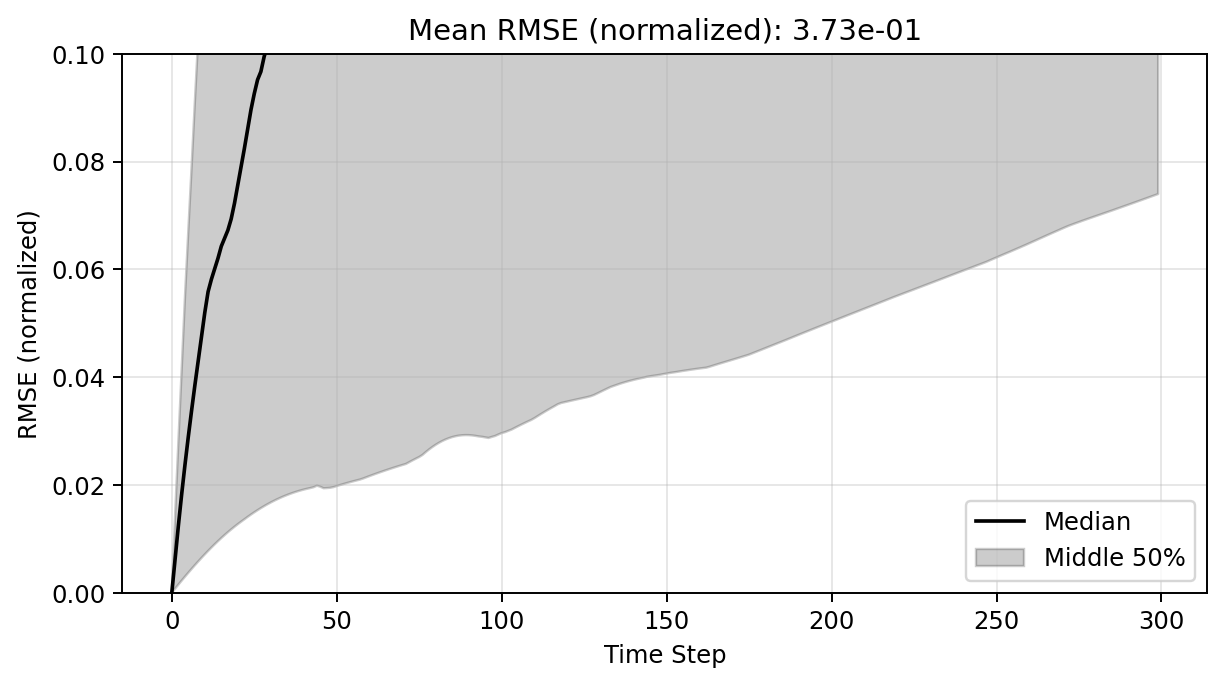 Mean RMSE (normalized): 3.73e-01
RMSE (normalized)
0.10
0.08
0.06
0.04
0.02
0.00
0 50 100 150 200 250 300
Time Step
Median
Middle 50%